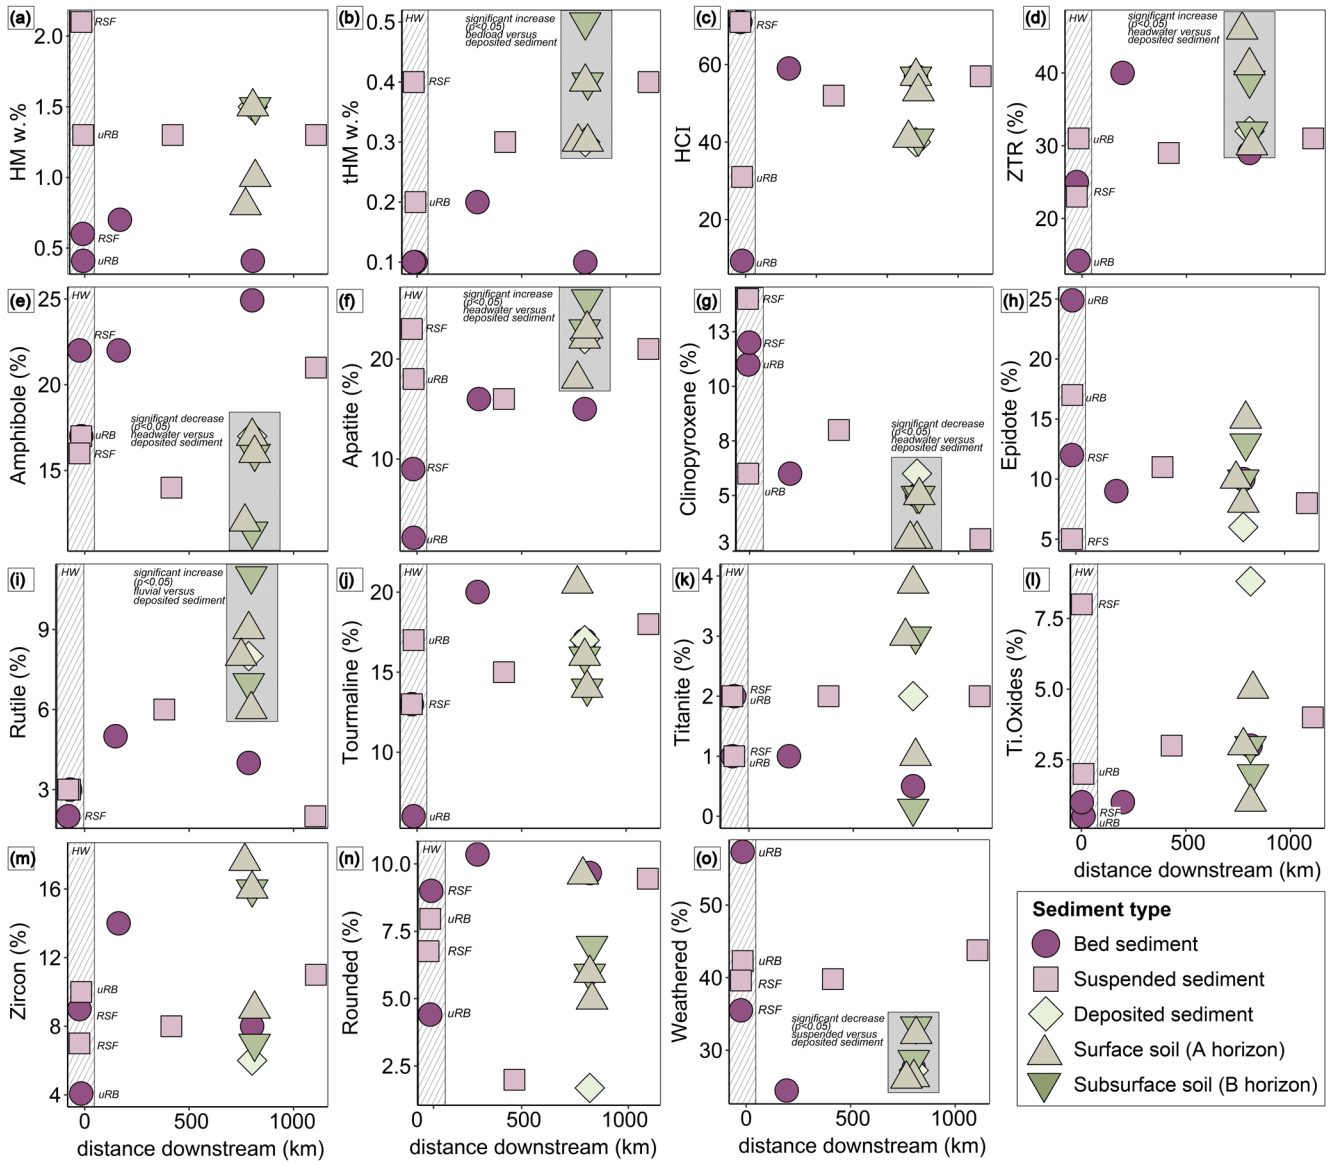 (a)
HM w.%
2.0
1.5
1.0
0.5
RSF
uRB
RSF
uRB
(b)
tHM w.%
0.5
0.4
0.3
0.2
0.1
HW
significant increase
(p<0.05)
bedload versus
deposited sediment
RSF
uRB
(c)
HCI
60
40
20
RSF
uRB
uRB
(d)
ZTR (%)
40
30
20
HW
significant increase
(p<0.05)
headwater versus
deposited sediment
uRB
RSF
uRB
(e)
Amphibole (%)
25
20
15
HW
RSF
uRB
RSF
significant decrease
(p<0.05)
headwater versus
deposited sediment
(f)
Apatite (%)
20
10
HW
significant increase
(p<0.05)
headwater versus
deposited sediment
RSF
uRB
RSF
uRB
(g)
Clinopyroxene (%)
13
10
8
5
3
RSF
RSF
uRB
uRB
significant decrease
(p<0.05)
headwater versus
deposited sediment
(h)
Epidote (%)
25
20
15
10
5
uRB
uRB
RSF
RFS
(i)
Rutile (%)
9
6
3
HW
significant increase
(p<0.05)
fluvial versus
deposited sediment
RSF
(j)
Tourmaline (%)
20
15
10
HW
uRB
RSF
uRB
(k)
Titanite (%)
4
3
2
1
0
HW
RSF
uRB
RSF
uRB
(l)
Ti.Oxides (%)
7.5
5.0
2.5
HW
RSF
uRB
RSF
uRB
0
500
1000
distance downstream (km)
(m)
Zircon (%)
16
12
8
4
HW
uRB
RSF
RSF
uRB
0
500
1000
distance downstream (km)
(n)
Rounded (%)
10.0
7.5
5.0
2.5
HW
RSF
uRB
RSF
uRB
0
0
500
1000
distance downstream (km)
(o)
Weathered (%)
50
40
30
uRB
uRB
RSF
RSF
significant decrease
(p<0.05)
suspended versus
deposited sediment
0
500
1000
distance downstream (km)
Sediment type
Bed sediment
Suspended sediment
Deposited sediment
Surface soil (A horizon)
Subsurface soil (B horizon)